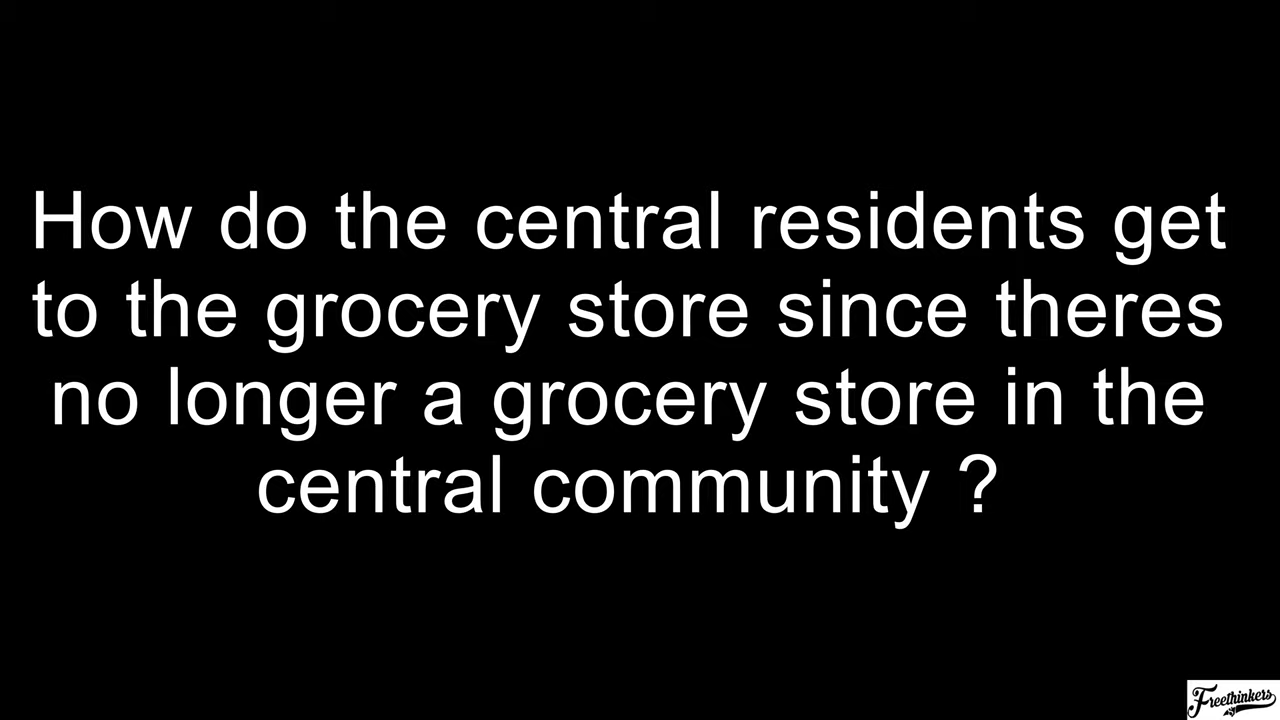 How do the central residents get
to the grocery store since theres
no longer a grocery store in the
central community ?
Freethinkers